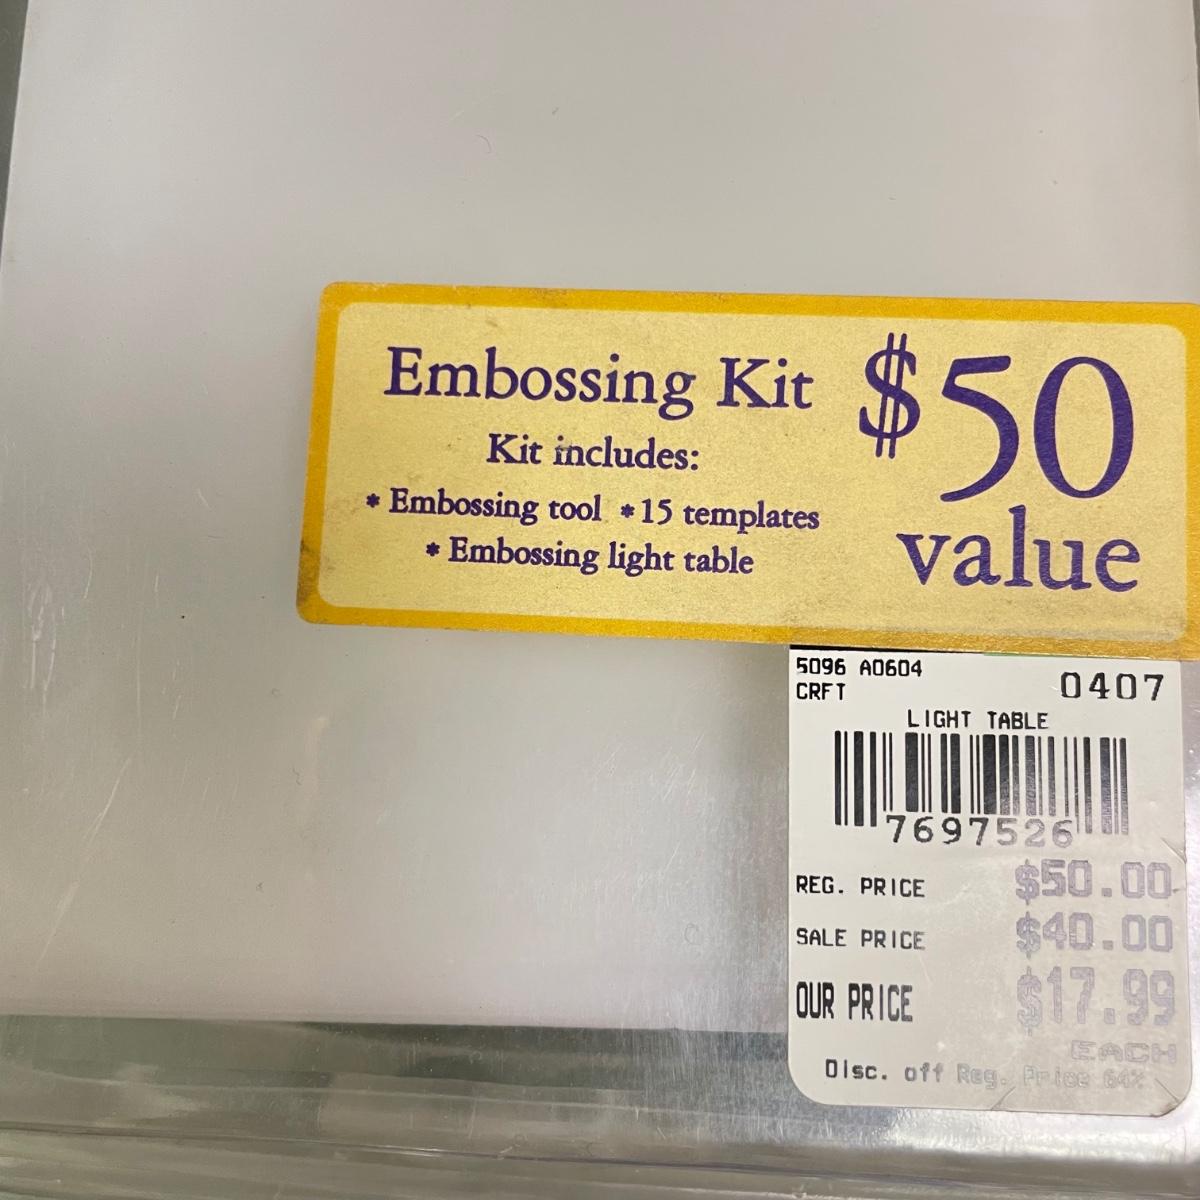 Embossing Kit
Kit includes:
* Embossing tool * 15 templates
* Embossing light table
$50
value
5096 A0604
CRFT
0407
LIGHT TABLE
7697526
REG. PRICE $50.00
SALE PRICE $40.00
OUR PRICE $17.99
EACH
Disc. off Reg. Price 64%